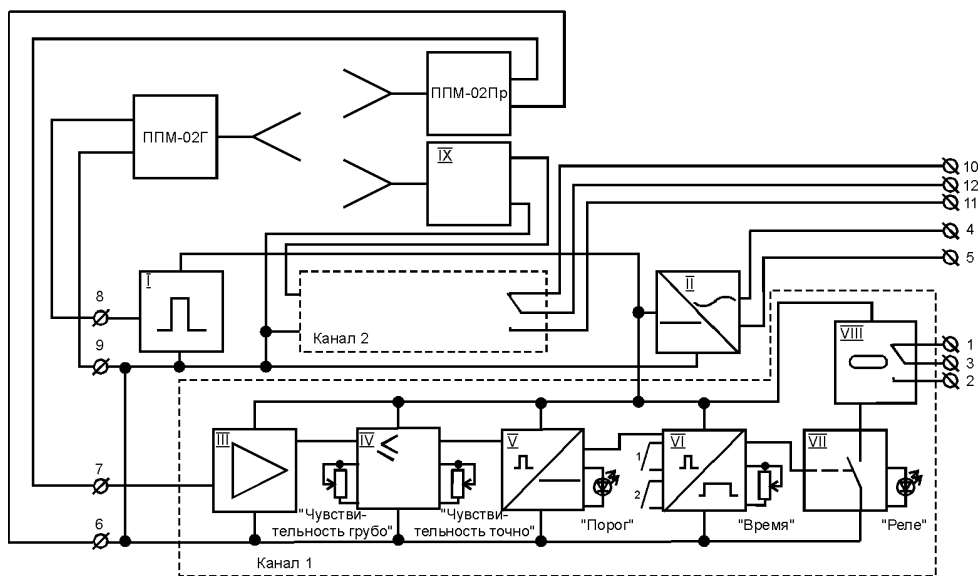 ППМ-02Пр
ППМ-02Г
IX
10
12
11
4
5
I
II
8
9
Канал 2
VIII
1
3
2
III
IV
V
VI
VII
1
2
7
6
"Чувстви-
тельность грубо"
"Чувстви-
тельность точно"
"Порог"
"Время"
"Реле"
Канал 1